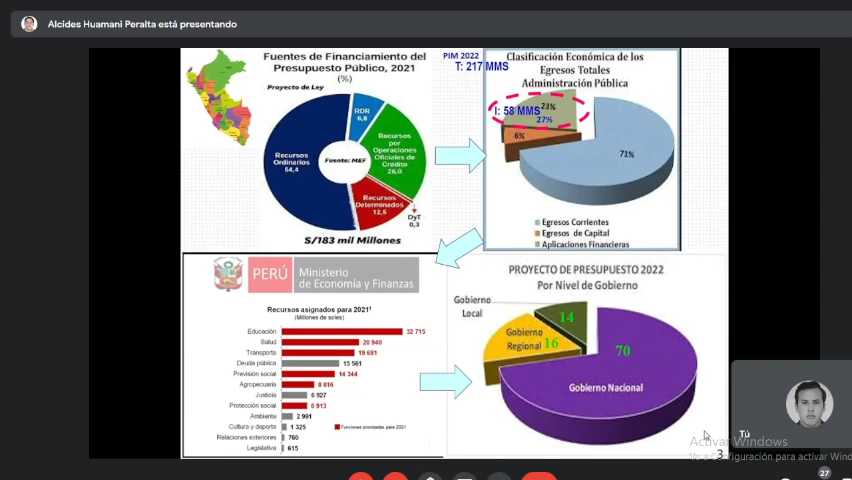 Alcides Huamani Peralta está presentando
Fuentes de Financiamiento del
Presupuesto Público, 2021
(%)
Proyecto de Ley
RDR
6,8
Recursos
por
Operaciones
Oficiales de
Crédito
26,0
Recursos
Ordinarios
54,4
Fuente: MEF
Recursos
Determinados
12,5
DyT
0,3
S/183 mil Millones
PIM 2022
T: 217 MMS
Clasificación Económica de los
Egresos Totales
Administración Pública
I: 58 MMS
23%
27%
6%
71%
Egresos Corrientes
Egresos de Capital
Aplicaciones Financieras
PERÚ
Ministerio
de Economía y Finanzas
Recursos asignados para 2021¹
(Millones de soles)
Educación 32 715
Salud 20 940
Transporte 19 681
Deuda público 15 561
Previsión social 14 344
Agropecuaria 8 816
Justicia 6 927
Protección social 6 913
Ambiente 2 991
Cultura y deporte 1 325
Relaciones exteriores 760
Legislativa 615
Funciones priorizadas para 2021
PROYECTO DE PRESUPUESTO 2022
Por Nivel de Gobierno
Gobierno
Local
14
Gobierno
Regional 16
70
Gobierno Nacional
3
Tú
Activar Windows
Ve a Configuración para activar Wind
27